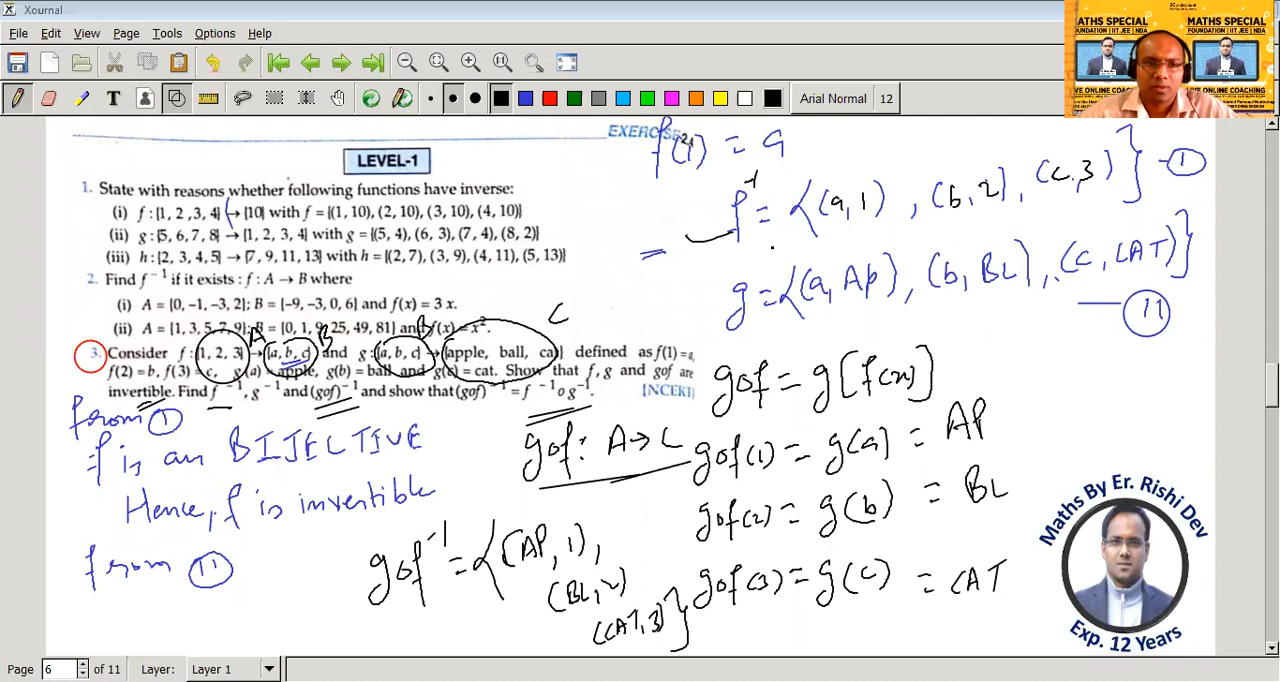 Xournal
File Edit View Page Tools Options Help
Arial Normal 12
MATHS SPECIAL MATHS SPECIAL
FOUNDATION | IIT JEE | NDA
LIVE ONLINE COACHING
EXERCISE 2.1
LEVEL-1
1. State with reasons whether following functions have inverse:
(i) f : {1, 2 ,3, 4} → {10} with f = {(1, 10), (2, 10), (3, 10), (4, 10)}
(ii) g : {5, 6, 7, 8} → {1, 2, 3, 4} with g = {(5, 4), (6, 3), (7, 4), (8, 2)}
(iii) h : {2, 3, 4, 5} → {7, 9, 11, 13} with h = {(2, 7), (3, 9), (4, 11), (5, 13)}
2. Find f⁻¹ if it exists : f : A → B where
(i) A = {0, -1, -3, 2}; B = {-9, -3, 0, 6} and f(x) = 3 x.
(ii) A = {1, 3, 5, 7, 9}; B = {0, 1, 9, 25, 49, 81} and f(x) = x².
3. Consider f : {1, 2, 3} → {a, b, c} and g : {a, b, c} → {apple, ball, cat} defined as f(1) = a,
f(2) = b, f(3) = c, g(a) = apple, g(b) = ball and g(c) = cat. Show that f, g and gof are
invertible. Find f⁻¹, g⁻¹ and (gof)⁻¹ and show that (gof)⁻¹ = f⁻¹ o g⁻¹. [NCERT]
A B B C
f(1) = a
f⁻¹ = {(a, 1), (b, 2), (c, 3)} - 1
= g = {(a, AP), (b, BL), (c, CAT)}
— 11
from 1
f is an BIJECTIVE
Hence, f is invertible
from 11
gof : A → C
gof = g[f(x)]
gof(1) = g(a) = AP
gof(2) = g(b) = BL
gof(3) = g(c) = CAT
gof⁻¹ = {(AP, 1),
(BL, 2)
(CAT, 3)}
Maths By Er. Rishi Dev
Exp. 12 Years
Page 6 of 11 Layer: Layer 1